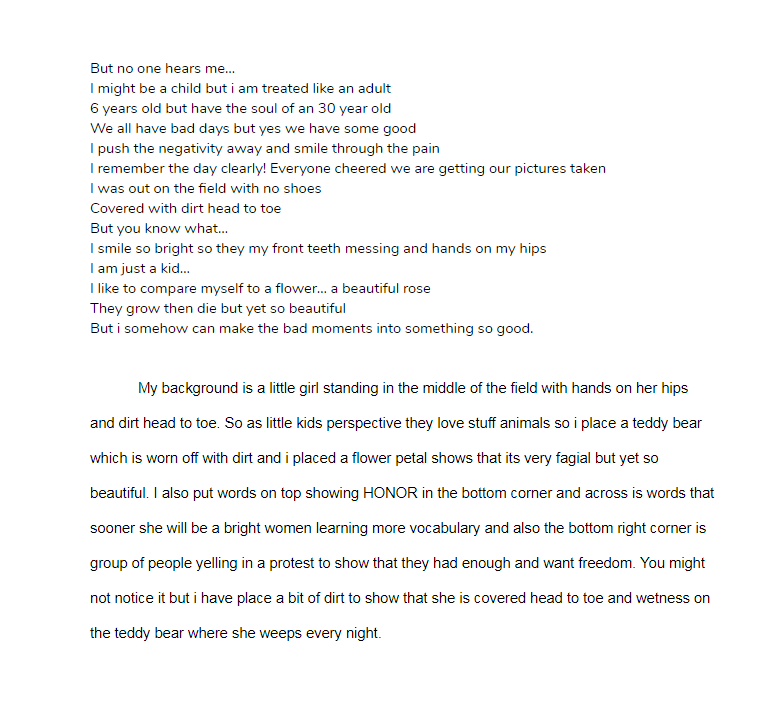 But no one hears me...
I might be a child but i am treated like an adult
6 years old but have the soul of an 30 year old
We all have bad days but yes we have some good
I push the negativity away and smile through the pain
I remember the day clearly! Everyone cheered we are getting our pictures taken
I was out on the field with no shoes
Covered with dirt head to toe
But you know what...
I smile so bright so they my front teeth messing and hands on my hips
I am just a kid...
I like to compare myself to a flower... a beautiful rose
They grow then die but yet so beautiful
But i somehow can make the bad moments into something so good.
My background is a little girl standing in the middle of the field with hands on her hips
and dirt head to toe. So as little kids perspective they love stuff animals so i place a teddy bear
which is worn off with dirt and i placed a flower petal shows that its very fagial but yet so
beautiful. I also put words on top showing HONOR in the bottom corner and across is words that
sooner she will be a bright women learning more vocabulary and also the bottom right corner is
group of people yelling in a protest to show that they had enough and want freedom. You might
not notice it but i have place a bit of dirt to show that she is covered head to toe and wetness on
the teddy bear where she weeps every night.